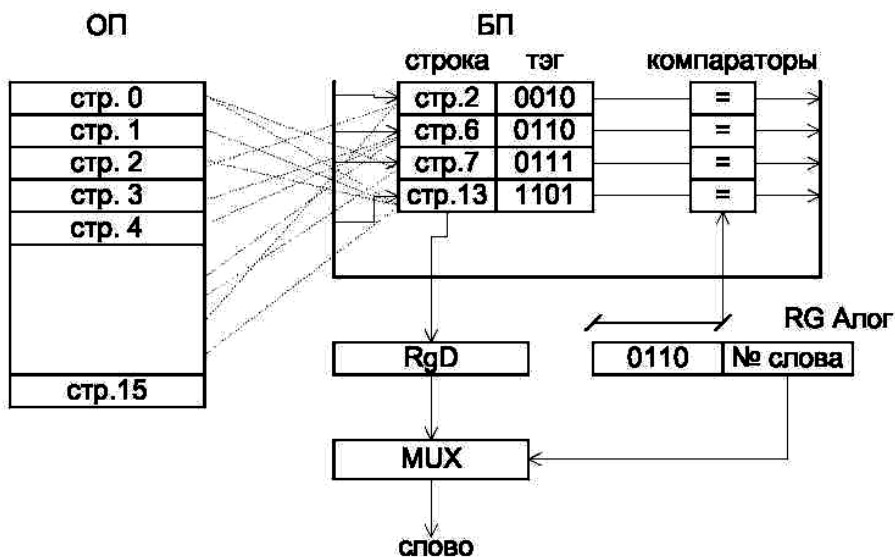 ОП БП
строка тэг компараторы
стр. 0 стр.2 0010 =
стр. 1 стр.6 0110 =
стр. 2 стр.7 0111 =
стр. 3 стр.13 1101 =
стр. 4
RG Алог
RgD 0110 № слова
стр.15
MUX
слово